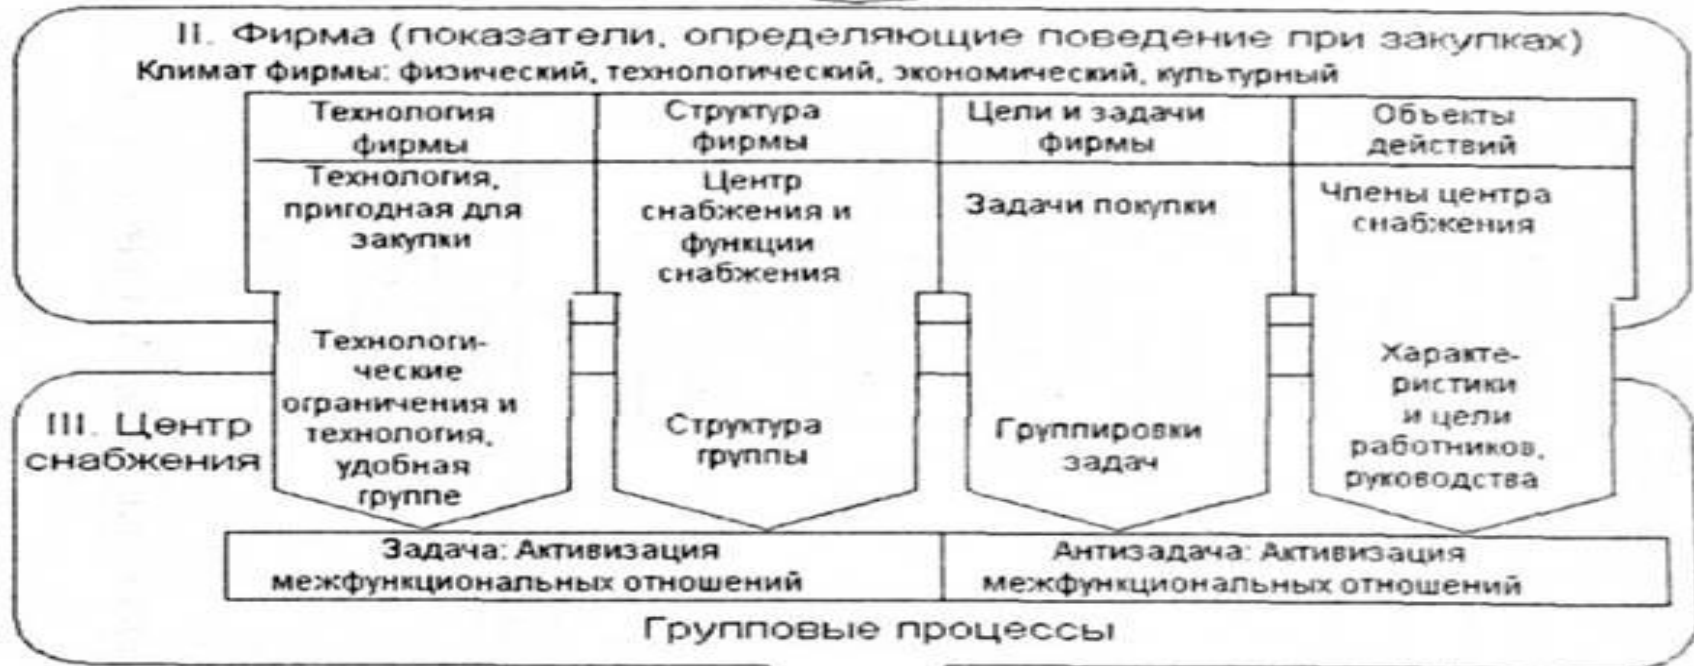 II. Фирма (показатели, определяющие поведение при закупках)
Климат фирмы: физический, технологический, экономический, культурный
Технология
фирмы
Структура
фирмы
Цели и задачи
фирмы
Объекты
действий
Технология,
пригодная для
закупки
Центр
снабжения и
функции
снабжения
Задачи покупки
Члены центра
снабжения
III. Центр
снабжения
Технологи-
ческие
ограничения и
технология,
удобная
группе
Структура
группы
Группировки
задач
Характе-
ристики
и цели
работников,
руководства
Задача: Активизация
межфункциональных отношений
Антизадача: Активизация
межфункциональных отношений
Групповые процессы